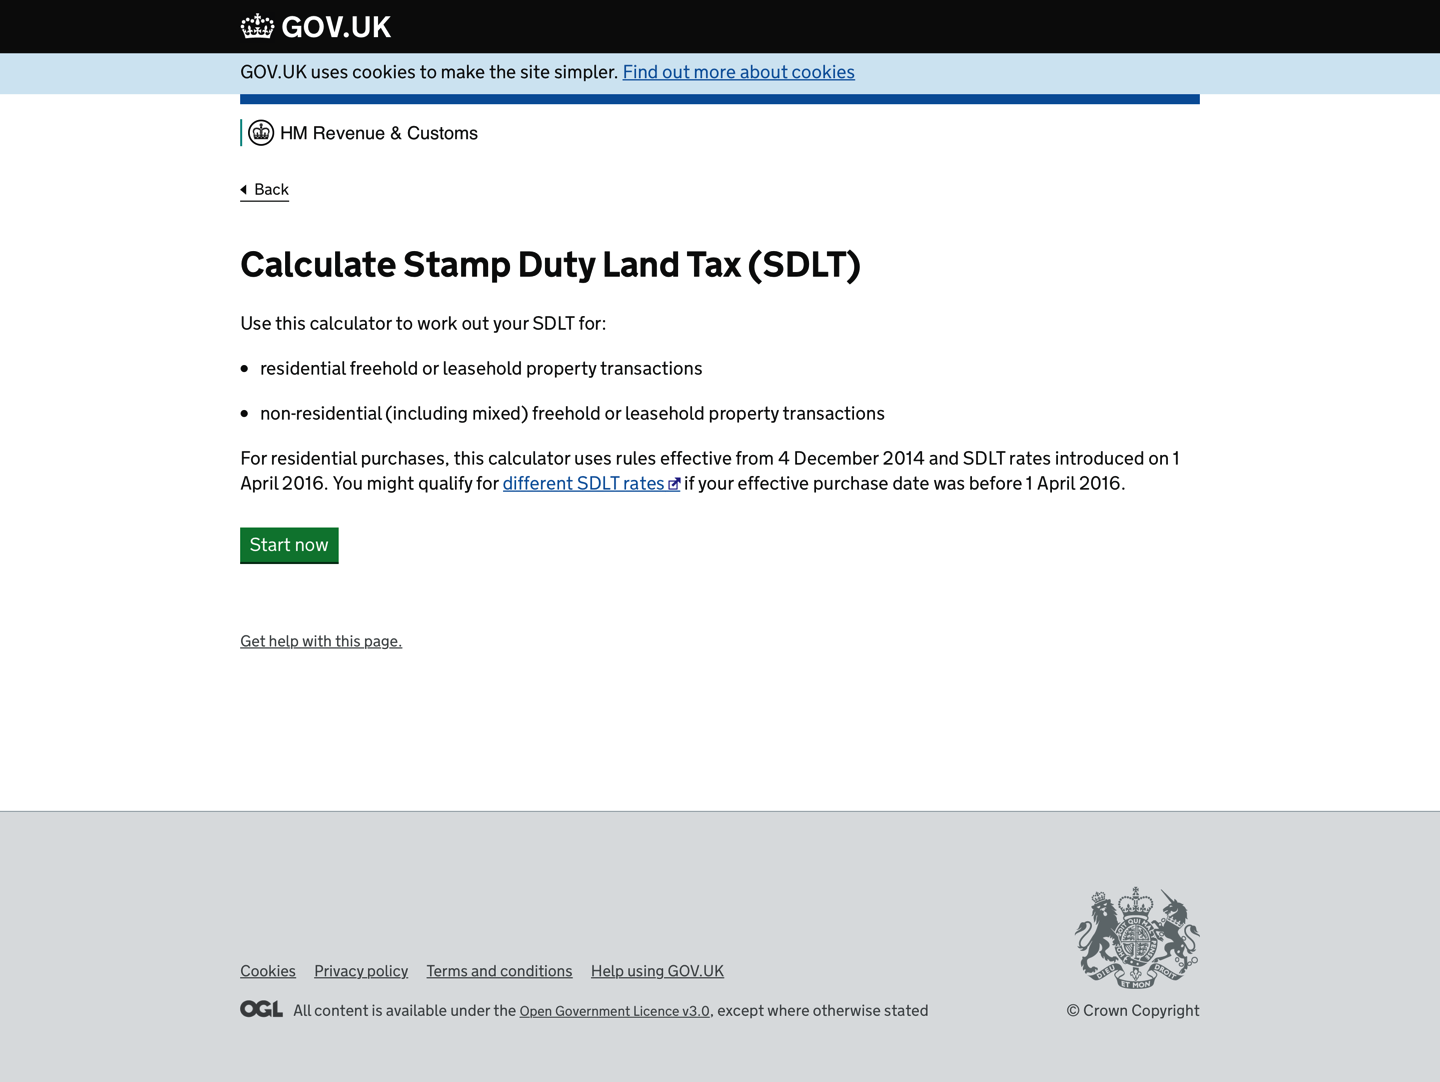 GOV.UK
GOV.UK uses cookies to make the site simpler. Find out more about cookies
HM Revenue & Customs
Back
Calculate Stamp Duty Land Tax (SDLT)
Use this calculator to work out your SDLT for:
residential freehold or leasehold property transactions
non-residential (including mixed) freehold or leasehold property transactions
For residential purchases, this calculator uses rules effective from 4 December 2014 and SDLT rates introduced on 1
April 2016. You might qualify for different SDLT rates if your effective purchase date was before 1 April 2016.
Start now
Get help with this page.
DIEU ET MON DROIT
Cookies Privacy policy Terms and conditions Help using GOV.UK
OGL All content is available under the Open Government Licence v3.0, except where otherwise stated
© Crown Copyright